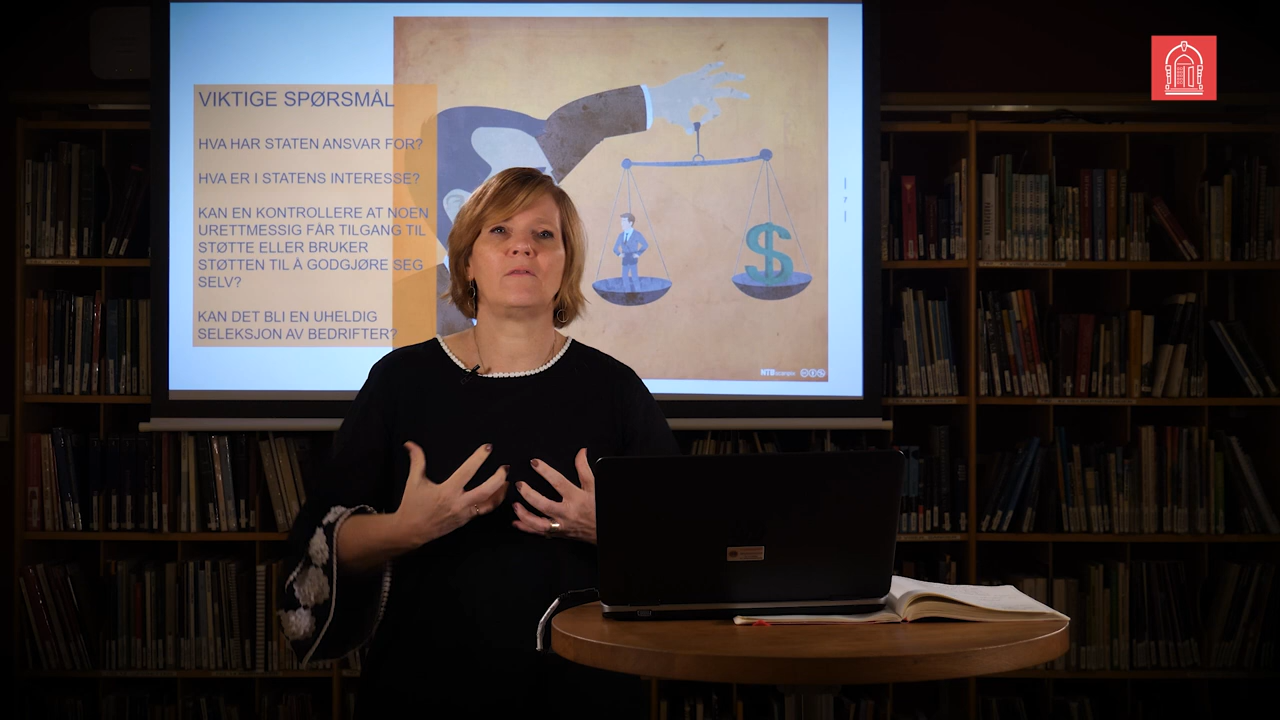 VIKTIGE SPØRSMÅL
HVA HAR STATEN ANSVAR FOR?
HVA ER I STATENS INTERESSE?
KAN EN KONTROLLERE AT NOEN
URETTMESSIG FÅR TILGANG TIL
STØTTE ELLER BRUKER
STØTTEN TIL Å GODGJØRE SEG
SELV?
KAN DET BLI EN UHELDIG
SELEKSJON AV BEDRIFTER?
$
NTB